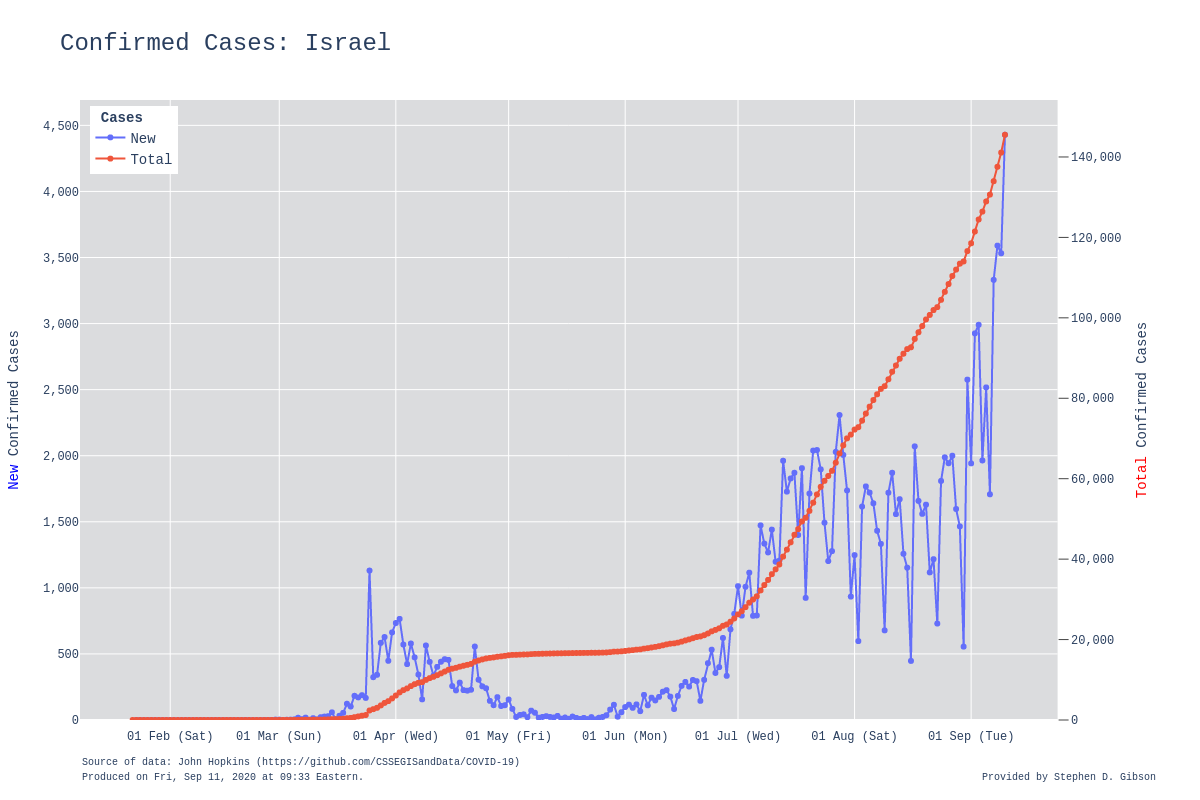 Confirmed Cases: Israel
Cases
New
Total
4,500
4,000
3,500
3,000
2,500
2,000
1,500
1,000
500
0
New Confirmed Cases
140,000
120,000
100,000
80,000
60,000
40,000
20,000
0
Total Confirmed Cases
01 Feb (Sat) 01 Mar (Sun) 01 Apr (Wed) 01 May (Fri) 01 Jun (Mon) 01 Jul (Wed) 01 Aug (Sat) 01 Sep (Tue)
Source of data: John Hopkins (https://github.com/CSSEGISandData/COVID-19)
Produced on Fri, Sep 11, 2020 at 09:33 Eastern.
Provided by Stephen D. Gibson